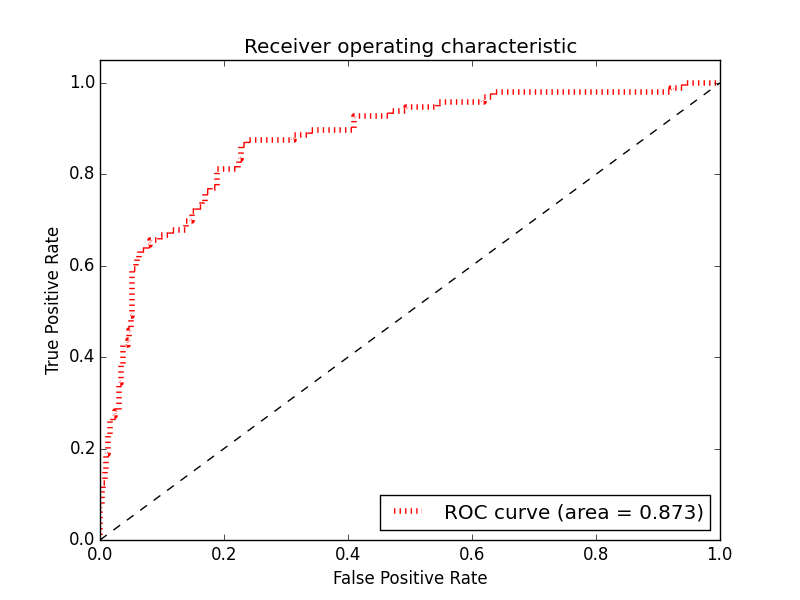 Receiver operating characteristic
1.0
0.8
0.6
0.4
0.2
0.0
True Positive Rate
ROC curve (area = 0.873)
0.0 0.2 0.4 0.6 0.8 1.0
False Positive Rate